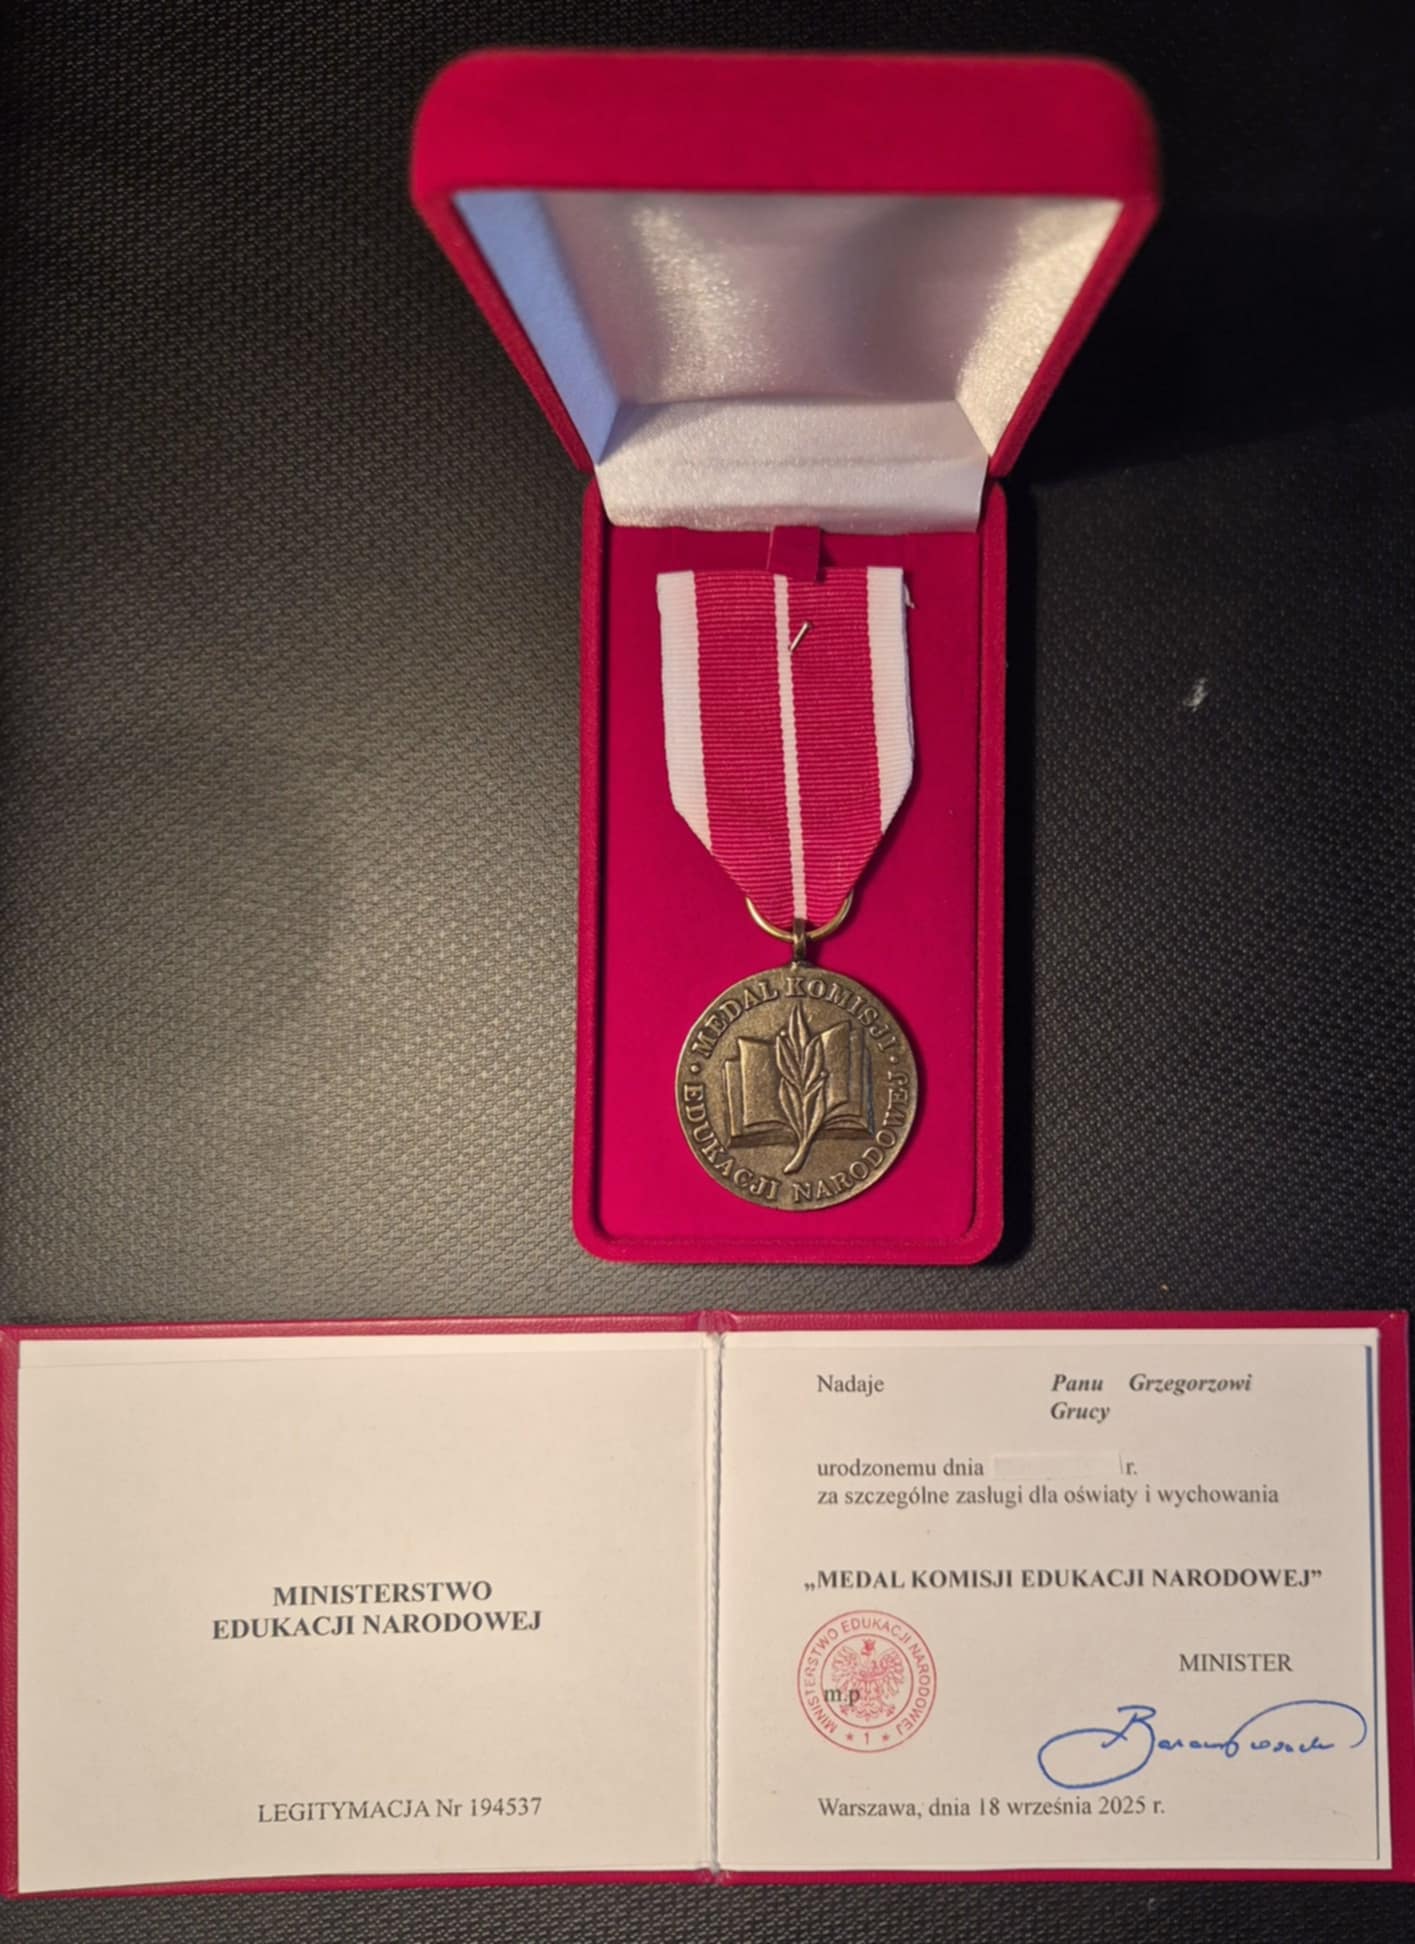 MEDAL KOMISJI
EDUKACJI NARODOWEJ
MINISTERSTWO
EDUKACJI NARODOWEJ
LEGITYMACJA Nr 194537
Nadaje Panu Grzegorzowi
Grucy
urodzonemu dnia r.
za szczególne zasługi dla oświaty i wychowania
„MEDAL KOMISJI EDUKACJI NARODOWEJ”
MINISTERSTWO EDUKACJI NARODOWEJ
* 1 *
m.p
MINISTER
Warszawa, dnia 18 września 2025 r.